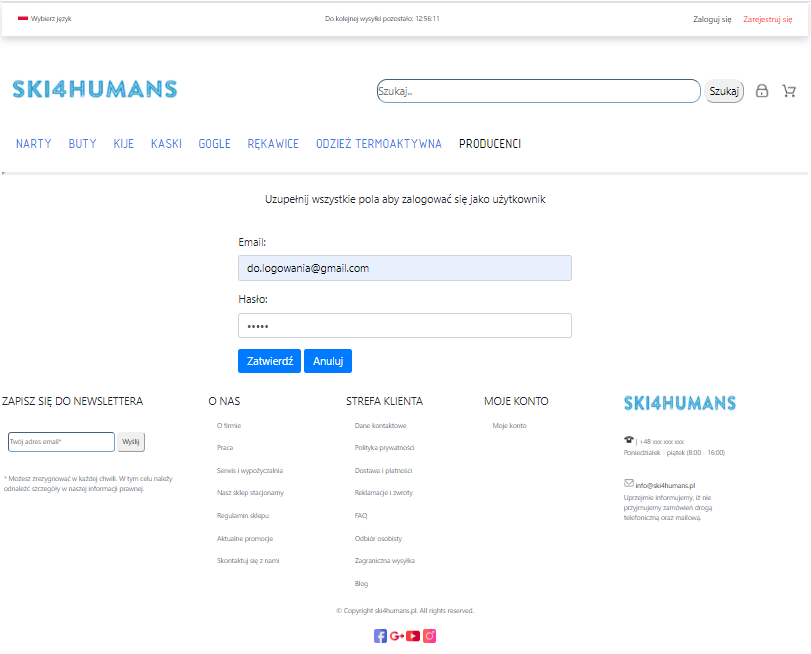 Wybierz język
Do kolejnej wysyłki pozostało: 12:56:11
Zaloguj się Zarejestruj się
SKI4HUMANS
Szukaj..
Szukaj
NARTY BUTY KIJE KASKI GOGLE RĘKAWICE ODZIEŻ TERMOAKTYWNA PRODUCENCI
Uzupełnij wszystkie pola aby zalogować się jako użytkownik
Email:
do.logowania@gmail.com
Hasło:
•••••
Zatwierdź Anuluj
ZAPISZ SIĘ DO NEWSLETTERA
Twój adres email* Wyślij
* Możesz zrezygnować w każdej chwili. W tym celu należy
odnaleźć szczegóły w naszej informacji prawnej.
O NAS
O firmie
Praca
Serwis i wypożyczalnia
Nasz sklep stacjonarny
Regulamin sklepu
Aktualne promocje
Skontaktuj się z nami
STREFA KLIENTA
Dane kontaktowe
Polityka prywatności
Dostawa i płatności
Reklamacje i zwroty
FAQ
Odbiór osobisty
Zagraniczna wysyłka
Blog
MOJE KONTO
Moje konto
SKI4HUMANS
| +48 xxx xxx xxx
Poniedziałek - piątek (8:00 - 16:00)
info@ski4humans.pl
Uprzejmie informujemy, iż nie
przyjmujemy zamówień drogą
telefoniczną oraz mailową.
© Copyright ski4humans.pl. All rights reserved.